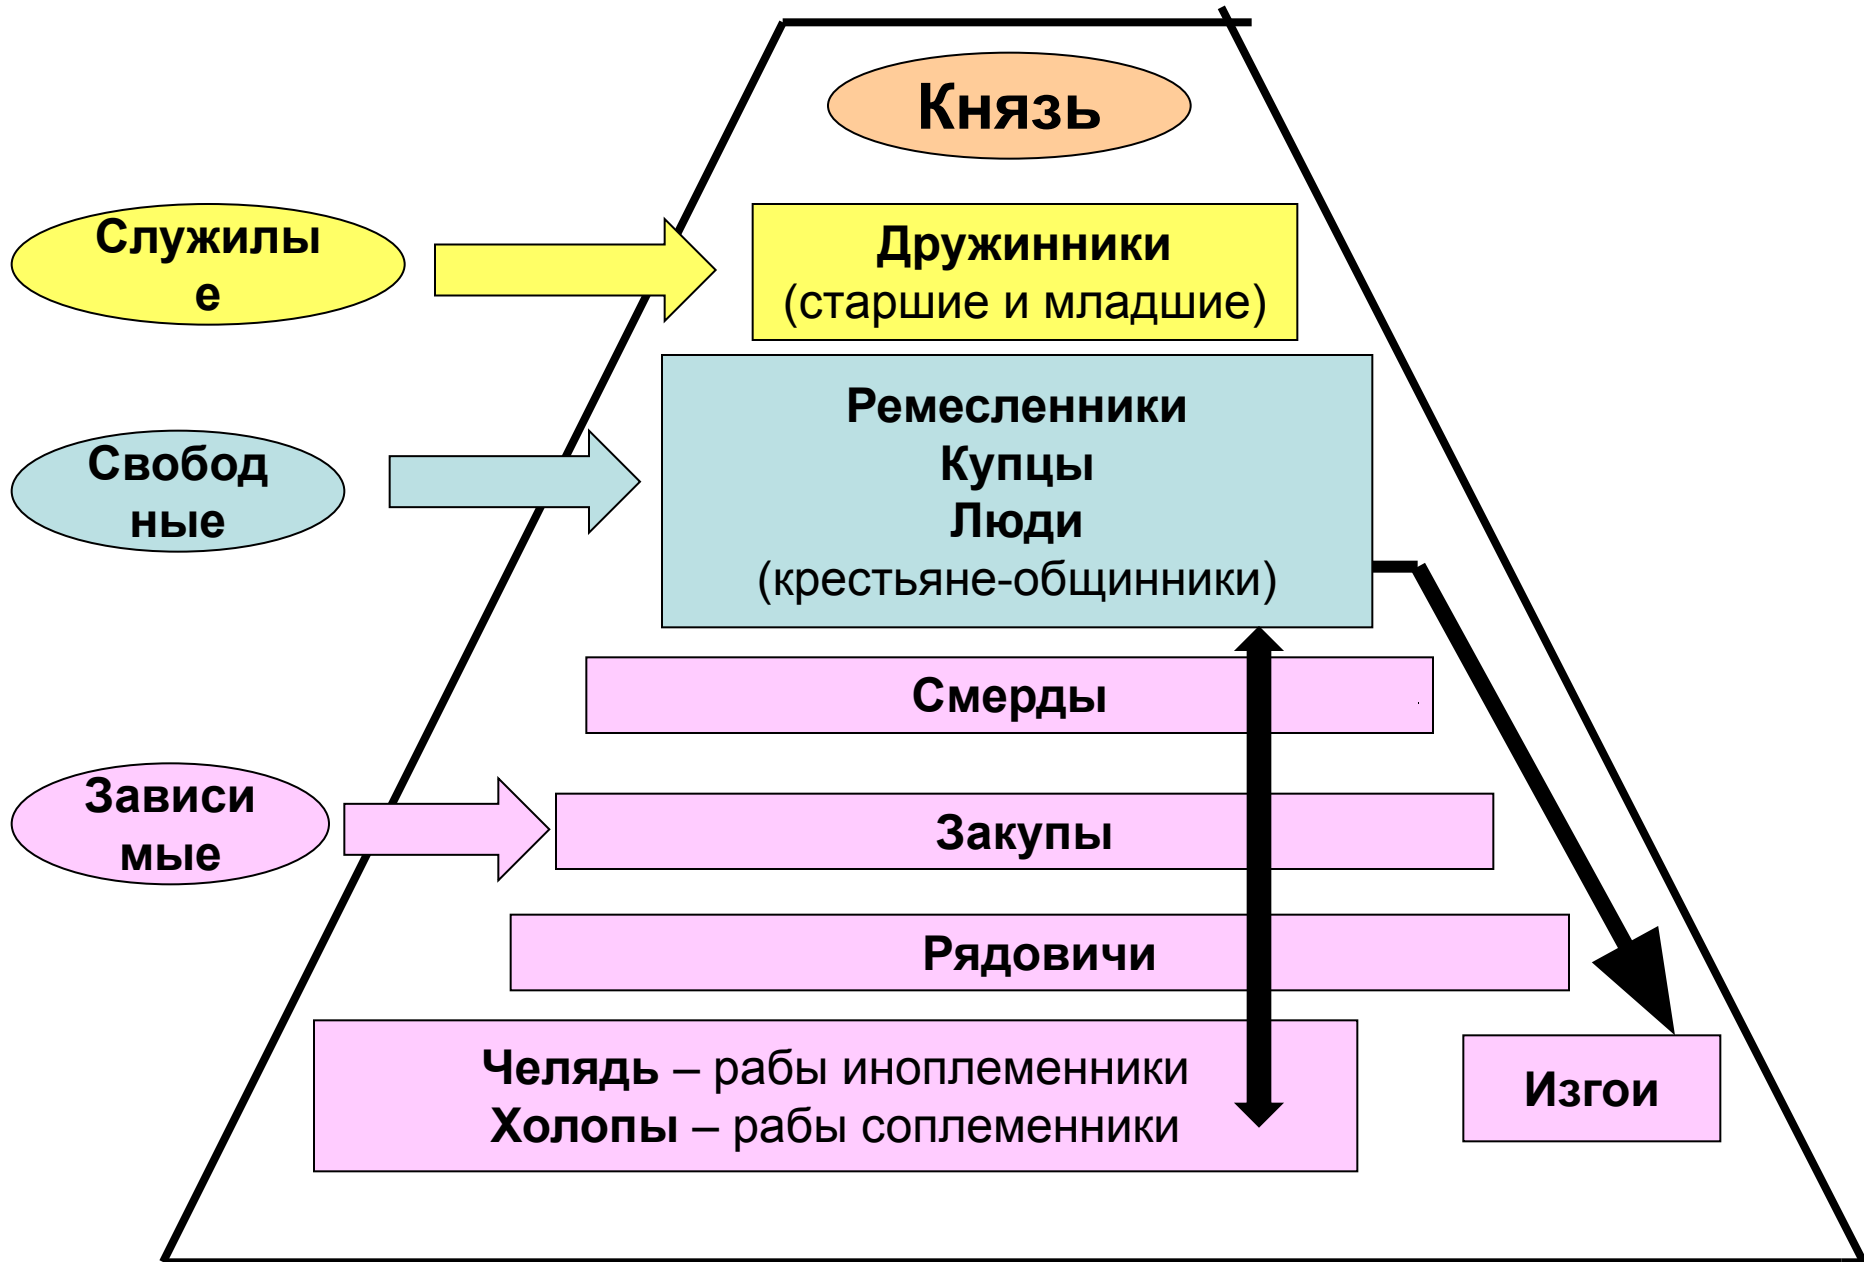 Князь
Служилы
е
Дружинники
(старшие и младшие)
Свобод
ные
Ремесленники
Купцы
Люди
(крестьяне-общинники)
Смерды
Зависи
мые
Закупы
Рядовичи
Челядь – рабы иноплеменники
Холопы – рабы соплеменники
Изгои